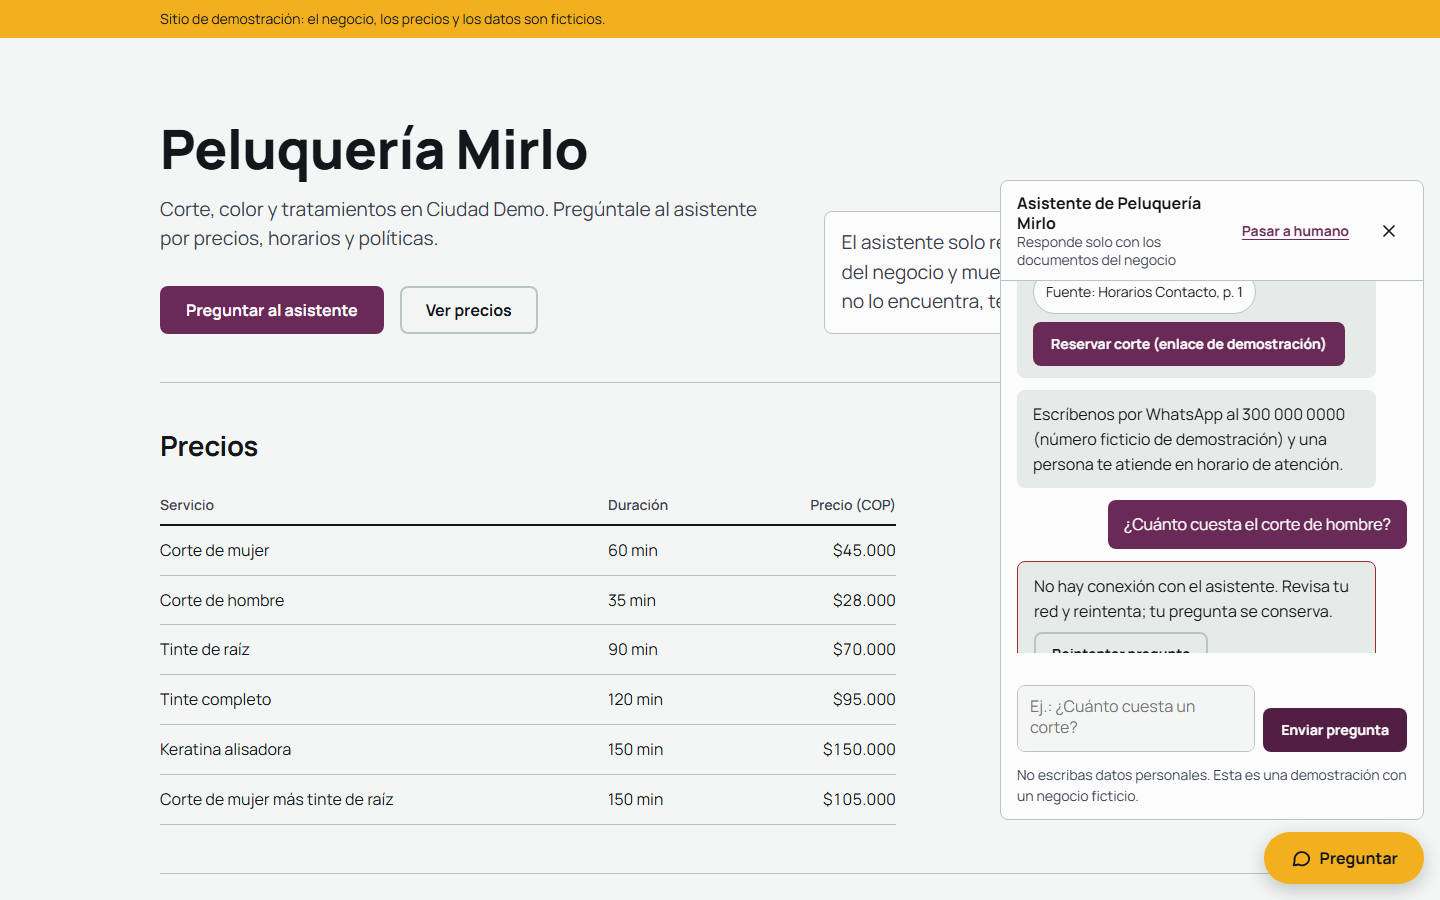 Sitio de demostración: el negocio, los precios y los datos son ficticios.
Peluquería Mirlo
Corte, color y tratamientos en Ciudad Demo. Pregúntale al asistente
por precios, horarios y políticas.
Preguntar al asistente
Ver precios
El asistente solo re
del negocio y mue
no lo encuentra, te
Precios
Servicio Duración Precio (COP)
Corte de mujer 60 min $45.000
Corte de hombre 35 min $28.000
Tinte de raíz 90 min $70.000
Tinte completo 120 min $95.000
Keratina alisadora 150 min $150.000
Corte de mujer más tinte de raíz 150 min $105.000
Asistente de Peluquería
Mirlo
Responde solo con los
documentos del negocio
Pasar a humano
Fuente: Horarios Contacto, p. 1
Reservar corte (enlace de demostración)
Escríbenos por WhatsApp al 300 000 0000
(número ficticio de demostración) y una
persona te atiende en horario de atención.
¿Cuánto cuesta el corte de hombre?
No hay conexión con el asistente. Revisa tu
red y reintenta; tu pregunta se conserva.
Reintentar pregunta
Ej.: ¿Cuánto cuesta un
corte?
Enviar pregunta
No escribas datos personales. Esta es una demostración con
un negocio ficticio.
Preguntar